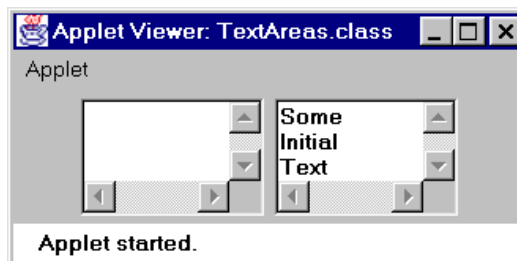 Applet Viewer: TextAreas.class
Applet
Some
Initial
Text
Applet started.